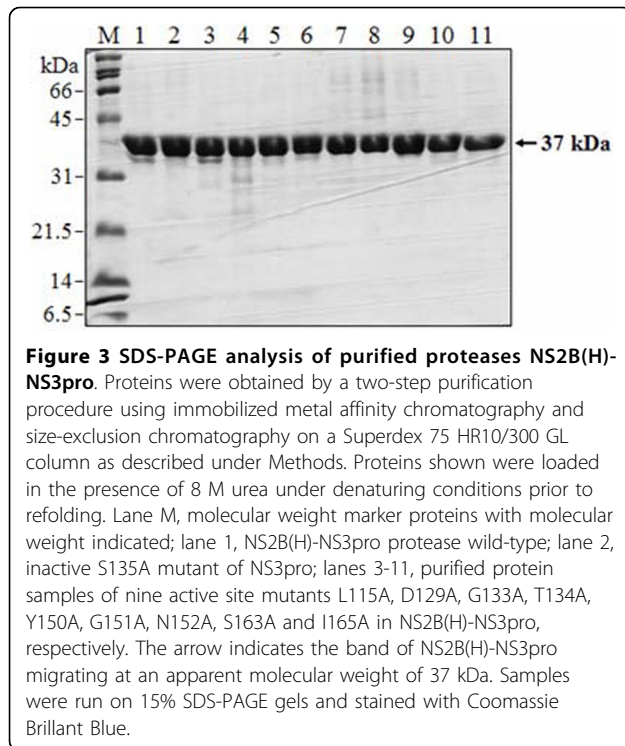 M 1 2 3 4 5 6 7 8 9 10 11
kDa
66-
45-
← 37 kDa
31-
21.5-
14-
6.5-
Figure 3 SDS-PAGE analysis of purified proteases NS2B(H)-
NS3pro. Proteins were obtained by a two-step purification
procedure using immobilized metal affinity chromatography and
size-exclusion chromatography on a Superdex 75 HR10/300 GL
column as described under Methods. Proteins shown were loaded
in the presence of 8 M urea under denaturing conditions prior to
refolding. Lane M, molecular weight marker proteins with molecular
weight indicated; lane 1, NS2B(H)-NS3pro protease wild-type; lane 2,
inactive S135A mutant of NS3pro; lanes 3-11, purified protein
samples of nine active site mutants L115A, D129A, G133A, T134A,
Y150A, G151A, N152A, S163A and I165A in NS2B(H)-NS3pro,
respectively. The arrow indicates the band of NS2B(H)-NS3pro
migrating at an apparent molecular weight of 37 kDa. Samples
were run on 15% SDS-PAGE gels and stained with Coomassie
Brillant Blue.